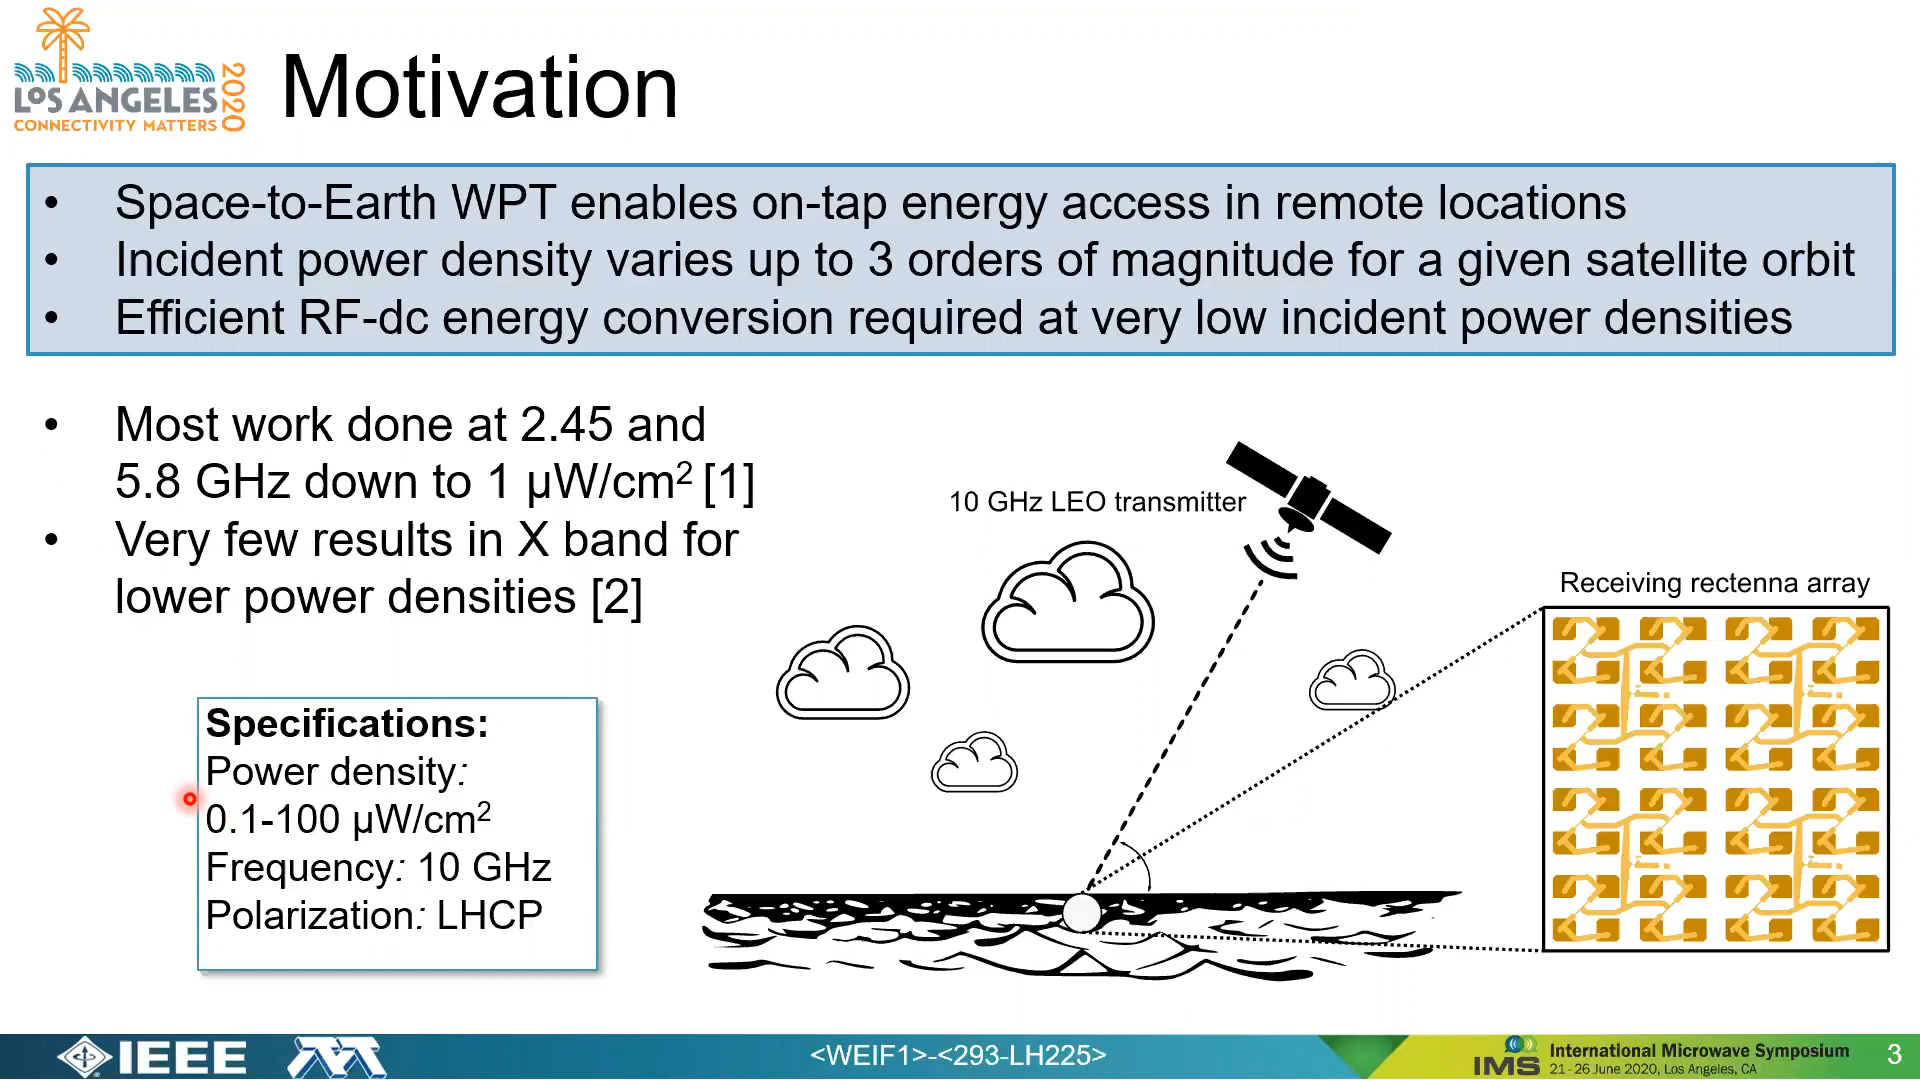 LOS ANGELES
2020
CONNECTIVITY MATTERS
Motivation
• Space-to-Earth WPT enables on-tap energy access in remote locations
• Incident power density varies up to 3 orders of magnitude for a given satellite orbit
• Efficient RF-dc energy conversion required at very low incident power densities
• Most work done at 2.45 and
5.8 GHz down to 1 µW/cm² [1]
• Very few results in X band for
lower power densities [2]
Specifications:
Power density:
0.1-100 µW/cm²
Frequency: 10 GHz
Polarization: LHCP
10 GHz LEO transmitter
Receiving rectenna array
IEEE
<WEIF1>-<293-LH225>
IMS
International Microwave Symposium
21-26 June 2020, Los Angeles, CA
3